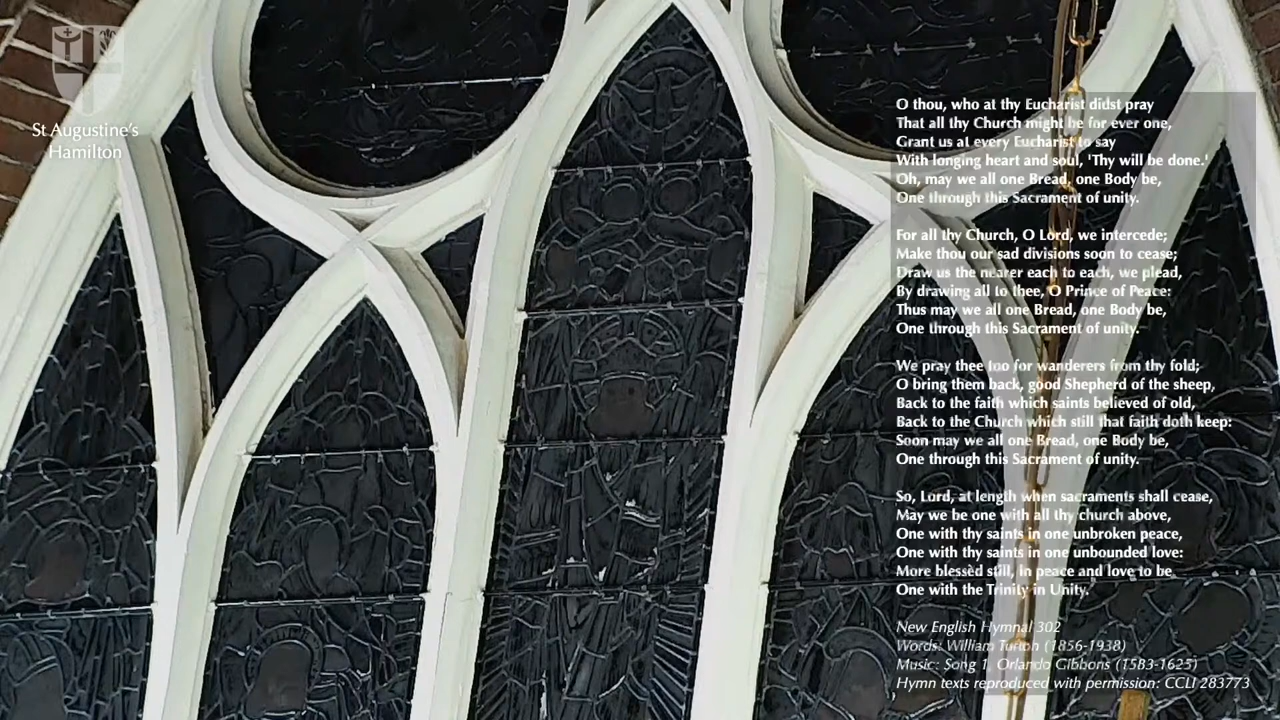 St Augustine's
Hamilton
O thou, who at thy Eucharist didst pray
That all thy Church might be for ever one,
Grant us at every Eucharist to say
With longing heart and soul, 'Thy will be done.'
Oh, may we all one Bread, one Body be,
One through this Sacrament of unity.
For all thy Church, O Lord, we intercede;
Make thou our sad divisions soon to cease;
Draw us the nearer each to each, we plead,
By drawing all to thee, O Prince of Peace:
Thus may we all one Bread, one Body be,
One through this Sacrament of unity.
We pray thee too for wanderers from thy fold;
O bring them back, good Shepherd of the sheep,
Back to the faith which saints believed of old,
Back to the Church which still that faith doth keep:
Soon may we all one Bread, one Body be,
One through this Sacrament of unity.
So, Lord, at length when sacraments shall cease,
May we be one with all thy church above,
One with thy saints in one unbroken peace,
One with thy saints in one unbounded love:
More blessèd still, in peace and love to be
One with the Trinity in Unity.
New English Hymnal 302
Words: William Turton (1856-1938)
Music: Song 1, Orlando Gibbons (1583-1625)
Hymn texts reproduced with permission: CCLI 283773